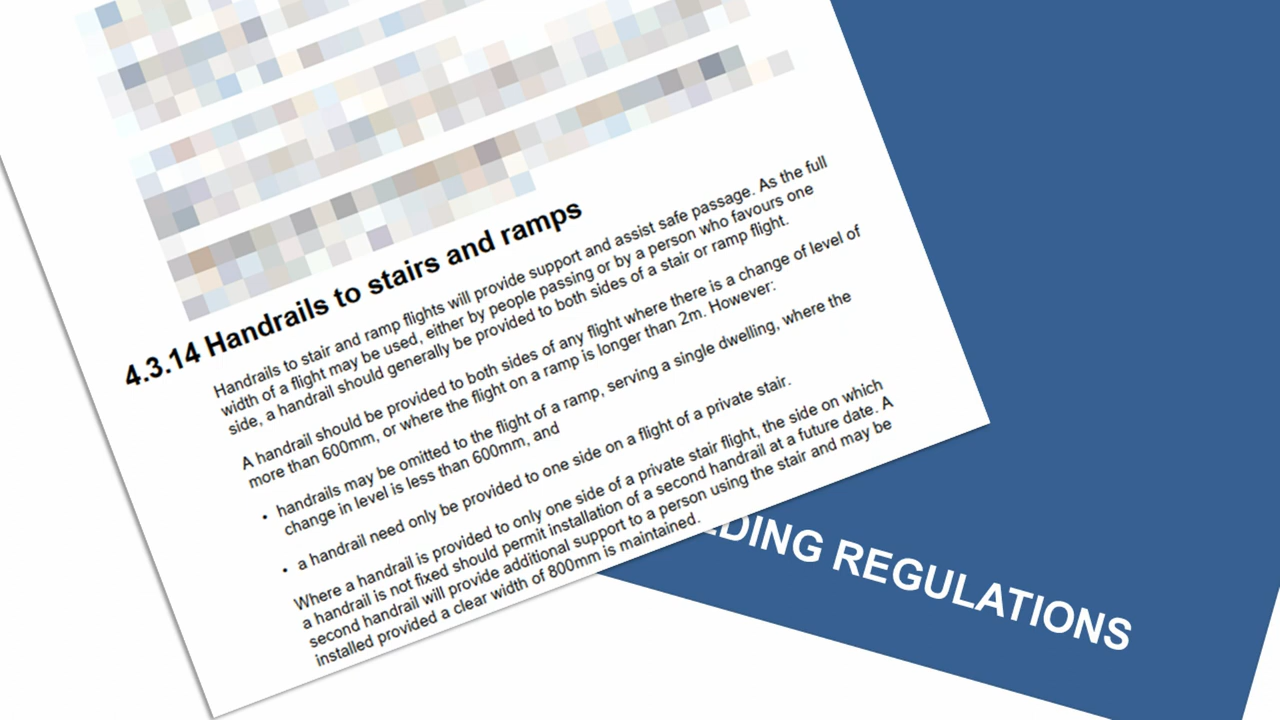 4.3.14 Handrails to stairs and ramps
Handrails to stair and ramp flights will provide support and assist safe passage. As the full
width of a flight may be used, either by people passing or by a person who favours one
side, a handrail should generally be provided to both sides of a stair or ramp flight.
A handrail should be provided to both sides of any flight where there is a change of level of
more than 600mm, or where the flight on a ramp is longer than 2m. However:
• handrails may be omitted to the flight of a ramp, serving a single dwelling, where the
change in level is less than 600mm, and
• a handrail need only be provided to one side on a flight of a private stair.
Where a handrail is provided to only one side of a private stair flight, the side on which
a handrail is not fixed should permit installation of a second handrail at a future date. A
second handrail will provide additional support to a person using the stair and may be
installed provided a clear width of 800mm is maintained.
DING REGULATIONS